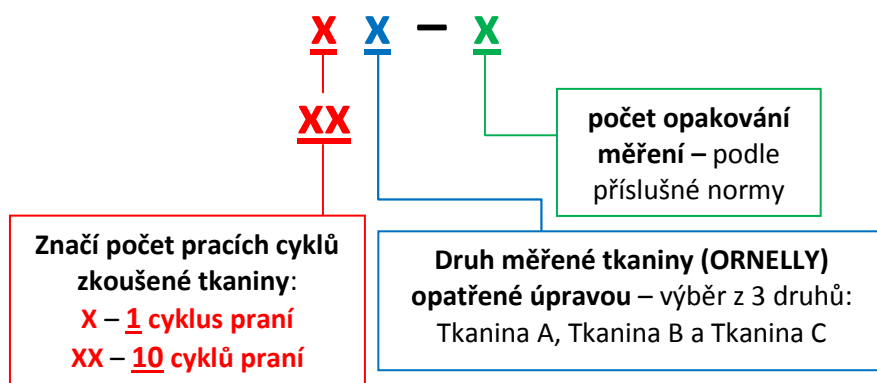 X X – X
XX
počet opakování
měření – podle
příslušné normy
Značí počet pracích cyklů
zkoušené tkaniny:
X – 1 cyklus praní
XX – 10 cyklů praní
Druh měřené tkaniny (ORNELLY)
opatřené úpravou – výběr z 3 druhů:
Tkanina A, Tkanina B a Tkanina C